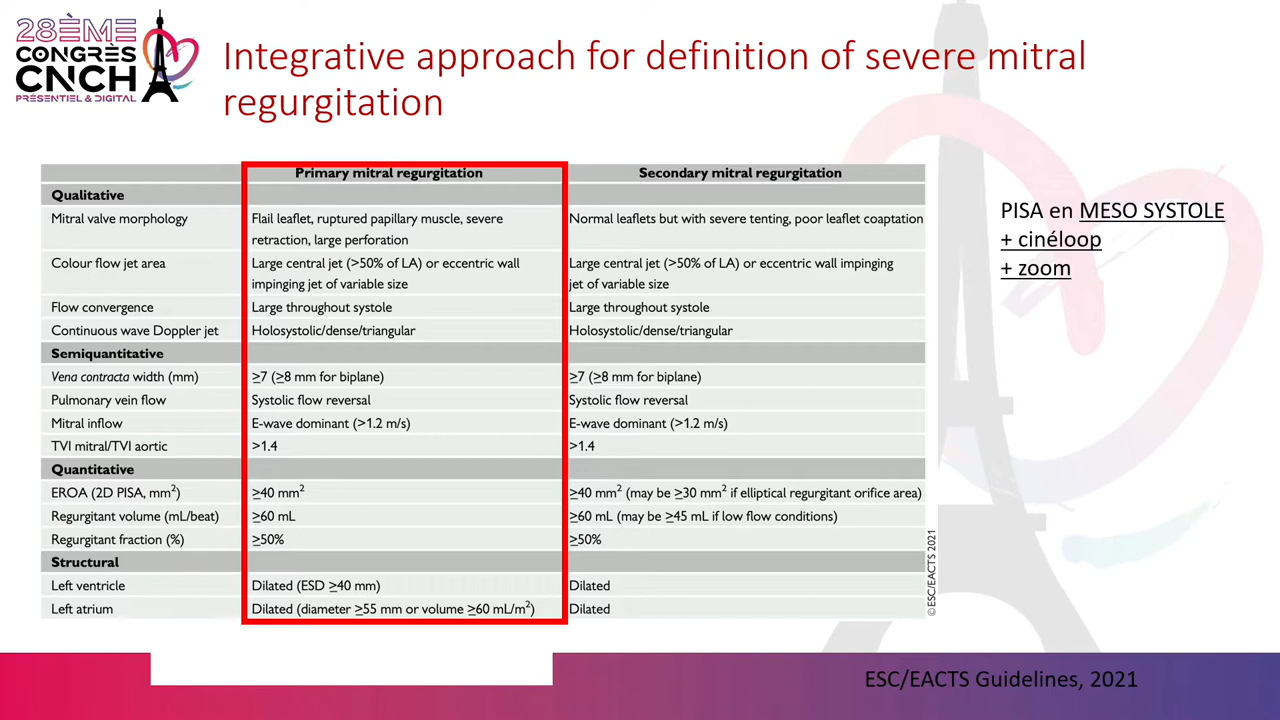 28ÈME
CONGRÈS
CNCH
PRÉSENTIEL & DIGITAL
Integrative approach for definition of severe mitral
regurgitation
Primary mitral regurgitation Secondary mitral regurgitation
Qualitative
Mitral valve morphology Flail leaflet, ruptured papillary muscle, severe Normal leaflets but with severe tenting, poor leaflet coaptation
retraction, large perforation
Colour flow jet area Large central jet (>50% of LA) or eccentric wall Large central jet (>50% of LA) or eccentric wall impinging
impinging jet of variable size jet of variable size
Flow convergence Large throughout systole Large throughout systole
Continuous wave Doppler jet Holosystolic/dense/triangular Holosystolic/dense/triangular
Semiquantitative
Vena contracta width (mm) ≥7 (≥8 mm for biplane) ≥7 (≥8 mm for biplane)
Pulmonary vein flow Systolic flow reversal Systolic flow reversal
Mitral inflow E-wave dominant (>1.2 m/s) E-wave dominant (>1.2 m/s)
TVI mitral/TVI aortic >1.4 >1.4
Quantitative
EROA (2D PISA, mm²) ≥40 mm² ≥40 mm² (may be ≥30 mm² if elliptical regurgitant orifice area)
Regurgitant volume (mL/beat) ≥60 mL ≥60 mL (may be ≥45 mL if low flow conditions)
Regurgitant fraction (%) ≥50% ≥50%
Structural
Left ventricle Dilated (ESD ≥40 mm) Dilated
Left atrium Dilated (diameter ≥55 mm or volume ≥60 mL/m²) Dilated
©ESC/EACTS 2021
PISA en MESO SYSTOLE
+ cinéloop
+ zoom
ESC/EACTS Guidelines, 2021